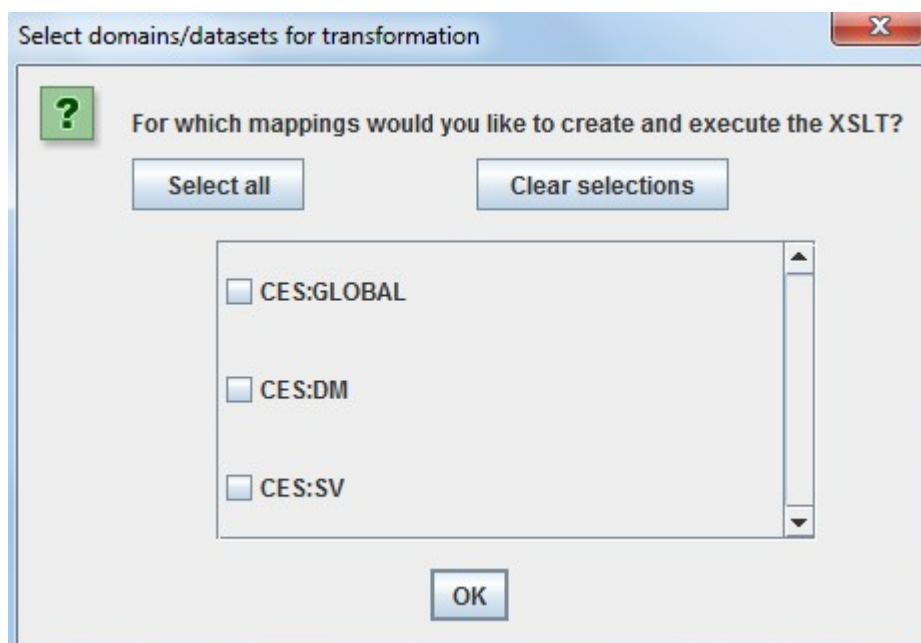 Select domains/datasets for transformation
For which mappings would you like to create and execute the XSLT?
Select all
Clear selections
CES:GLOBAL
CES:DM
CES:SV
OK